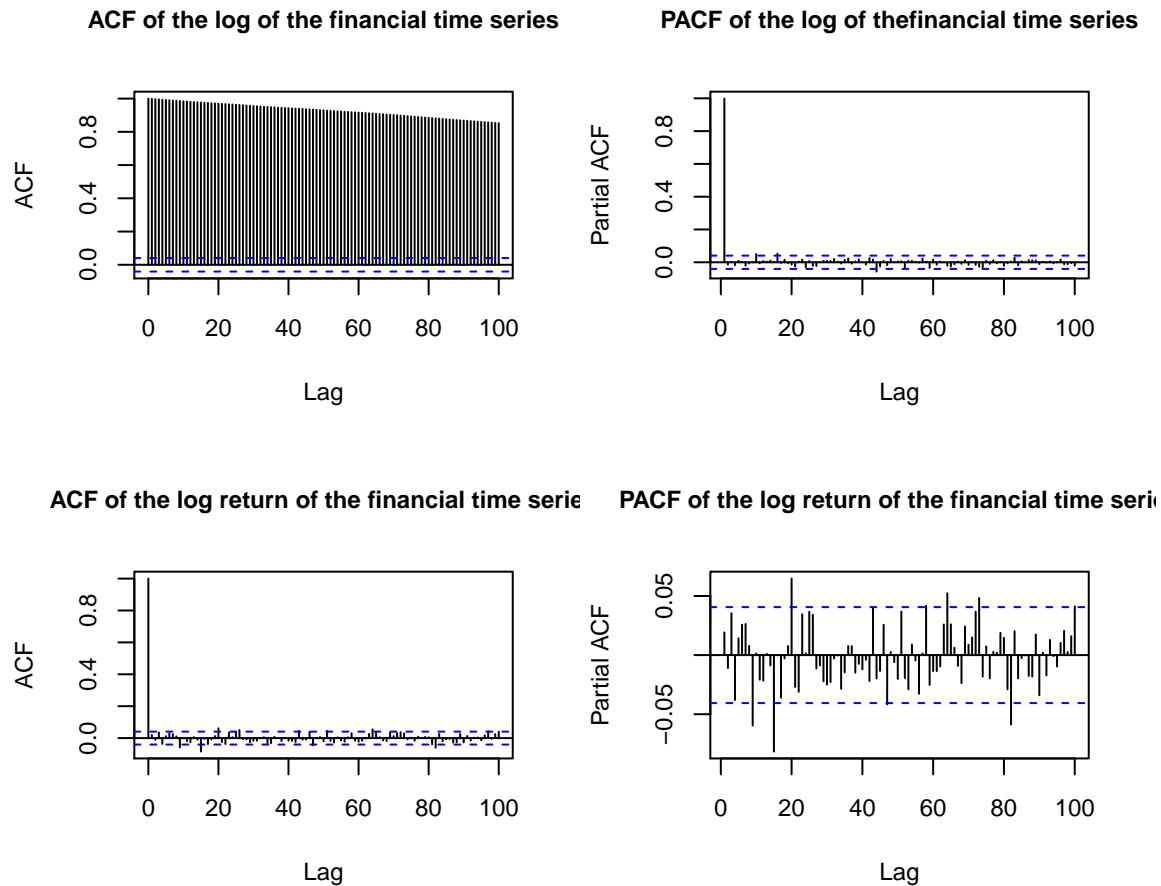 ACF of the log of the financial time series
ACF
0.0 0.4 0.8
0 20 40 60 80 100
Lag
PACF of the log of thefinancial time series
Partial ACF
0.0 0.4 0.8
0 20 40 60 80 100
Lag
ACF of the log return of the financial time serie
ACF
0.0 0.4 0.8
0 20 40 60 80 100
Lag
PACF of the log return of the financial time serie
Partial ACF
−0.05 0.05
0 20 40 60 80 100
Lag